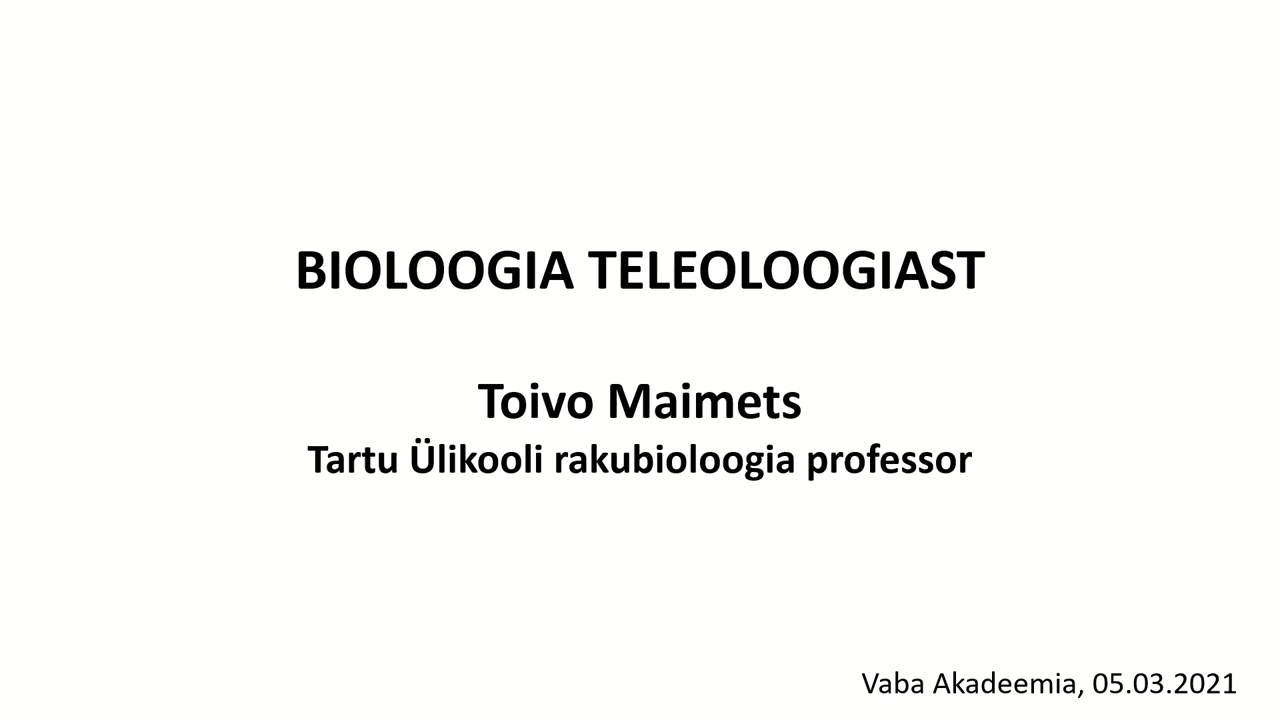 BIOLOOGIA TELEOLOOGIAST
Toivo Maimets
Tartu Ülikooli rakubioloogia professor
Vaba Akadeemia, 05.03.2021